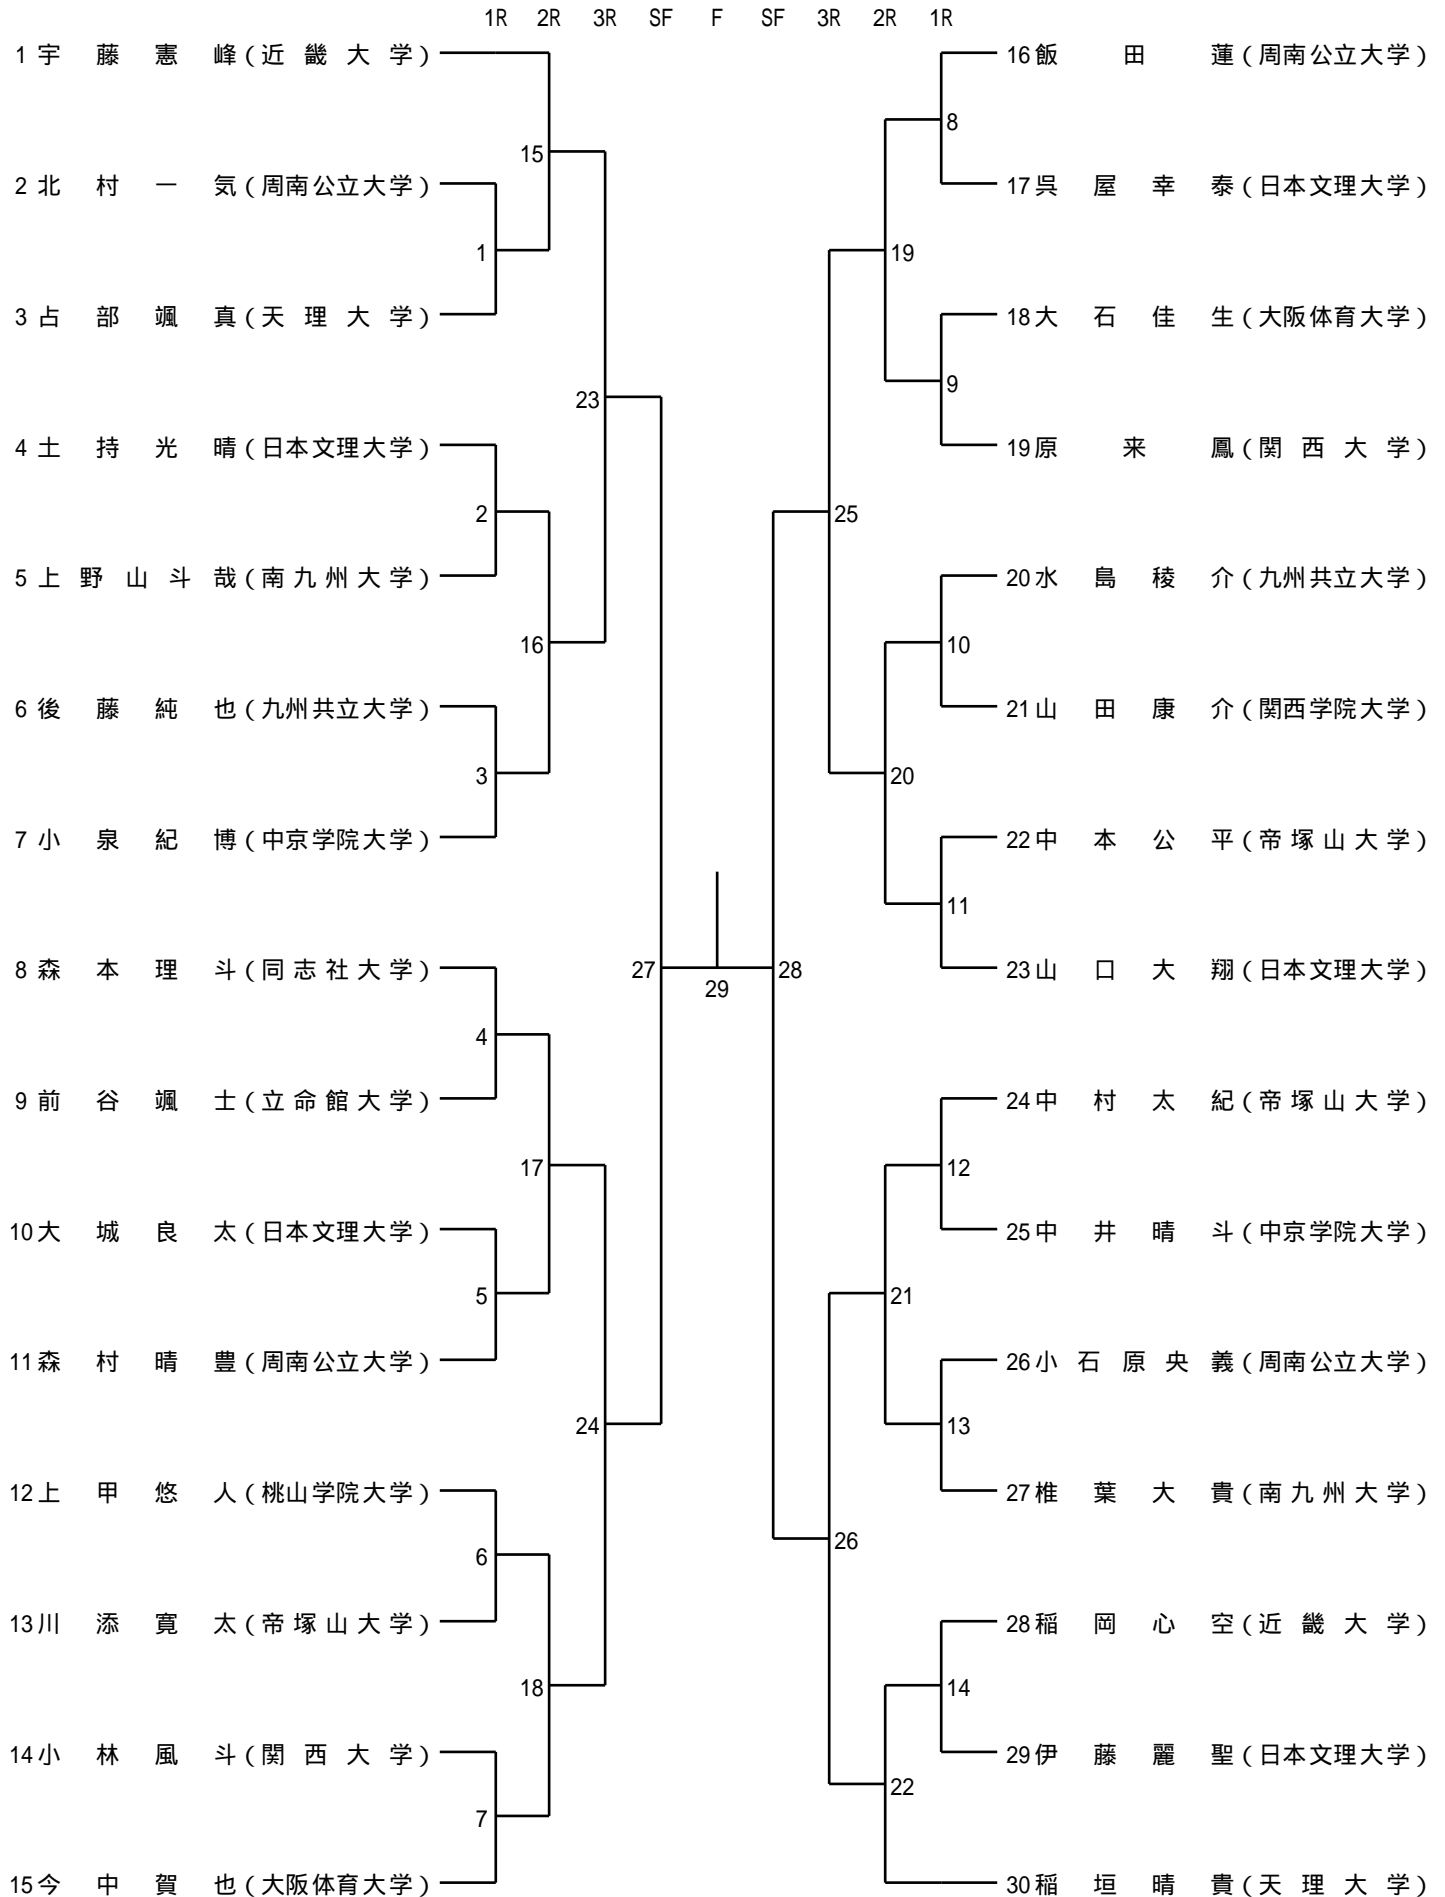 1R 2R 3R SF F SF 3R 2R 1R
1 宇藤憲峰(近畿大学)
2 北村一気(周南公立大学)
3 占部颯真(天理大学)
4 土持光晴(日本文理大学)
5 上野山斗哉(南九州大学)
6 後藤純也(九州共立大学)
7 小泉紀博(中京学院大学)
8 森本理斗(同志社大学)
9 前谷颯士(立命館大学)
10 大城良太(日本文理大学)
11 森村晴豊(周南公立大学)
12 上甲悠人(桃山学院大学)
13 川添寛太(帝塚山大学)
14 小林風斗(関西大学)
15 今中賀也(大阪体育大学)
1
2
3
4
5
6
7
15
16
17
18
23
24
27
29
28
25
26
19
20
21
22
8
9
10
11
12
13
14
16 飯田蓮(周南公立大学)
17 呉屋幸泰(日本文理大学)
18 大石佳生(大阪体育大学)
19 原来鳳(関西大学)
20 水島稜介(九州共立大学)
21 山田康介(関西学院大学)
22 中本公平(帝塚山大学)
23 山口大翔(日本文理大学)
24 中村太紀(帝塚山大学)
25 中井晴斗(中京学院大学)
26 小石原央義(周南公立大学)
27 椎葉大貴(南九州大学)
28 稲岡心空(近畿大学)
29 伊藤麗聖(日本文理大学)
30 稲垣晴貴(天理大学)